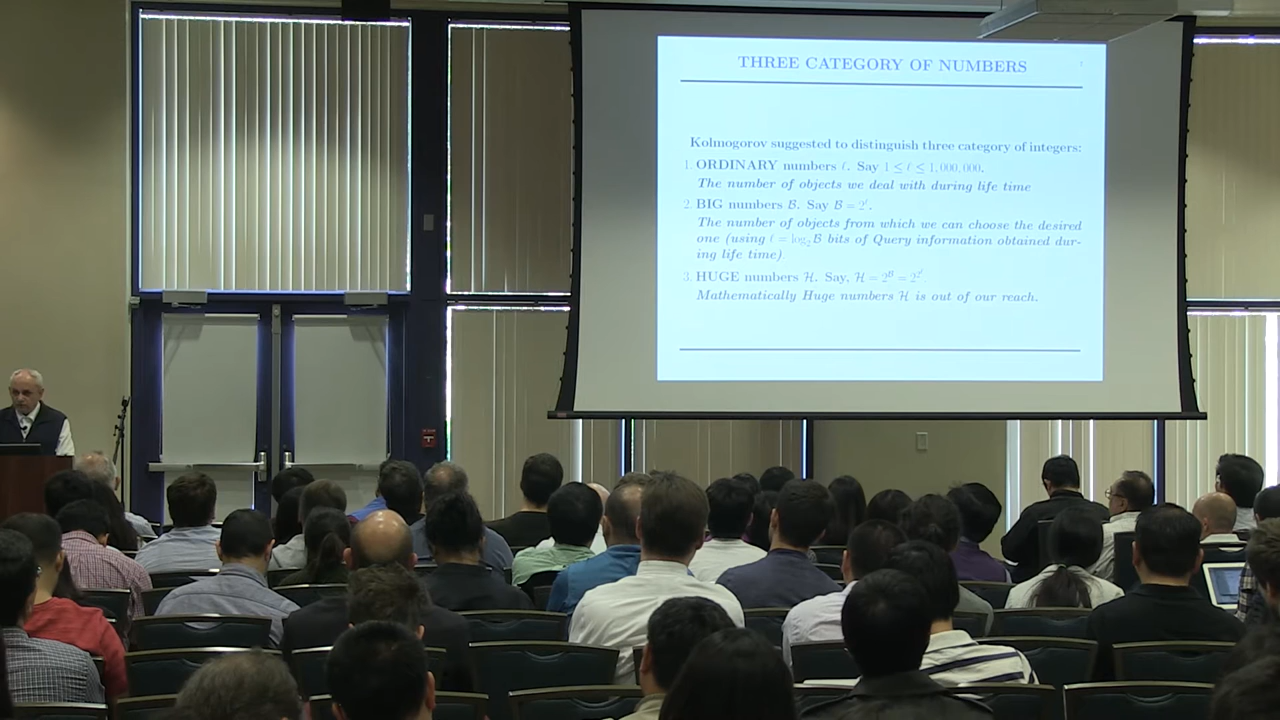 THREE CATEGORY OF NUMBERS
Kolmogorov suggested to distinguish three category of integers:
1. ORDINARY numbers ℓ. Say 1 ≤ ℓ ≤ 1,000,000.
The number of objects we deal with during life time
2. BIG numbers ℬ. Say ℬ = 2^ℓ.
The number of objects from which we can choose the desired
one (using ℓ = log₂ ℬ bits of Query information obtained dur-
ing life time)
3. HUGE numbers ℋ. Say, ℋ = 2^ℬ = 2^2^ℓ.
Mathematically Huge numbers ℋ is out of our reach.